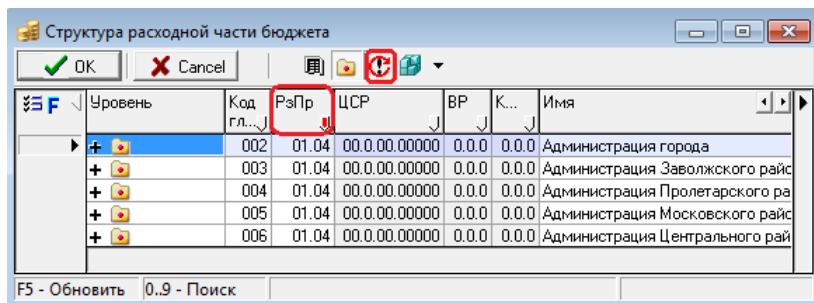 Структура расходной части бюджета
OK Cancel
F Уровень Код гл... РзПр ЦСР ВР К... Имя
002 01.04 00.0.00.00000 0.0.0 0.0.0 Администрация города
003 01.04 00.0.00.00000 0.0.0 0.0.0 Администрация Заволжского райс
004 01.04 00.0.00.00000 0.0.0 0.0.0 Администрация Пролетарского ра
005 01.04 00.0.00.00000 0.0.0 0.0.0 Администрация Московского райс
006 01.04 00.0.00.00000 0.0.0 0.0.0 Администрация Центрального рай
F5 - Обновить 0..9 - Поиск